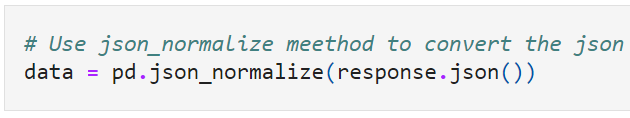 # Use json_normalize meethod to convert the json
data = pd.json_normalize(response.json())